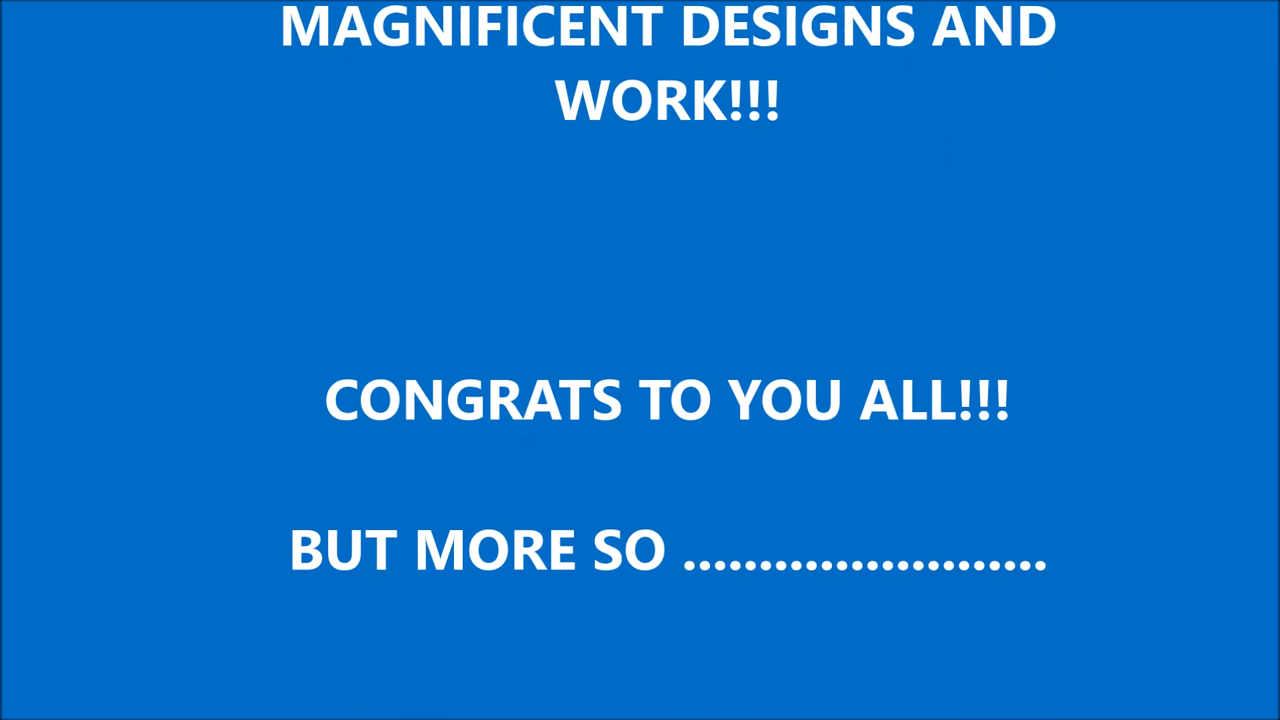 MAGNIFICENT DESIGNS AND
WORK!!!
CONGRATS TO YOU ALL!!!
BUT MORE SO ........................